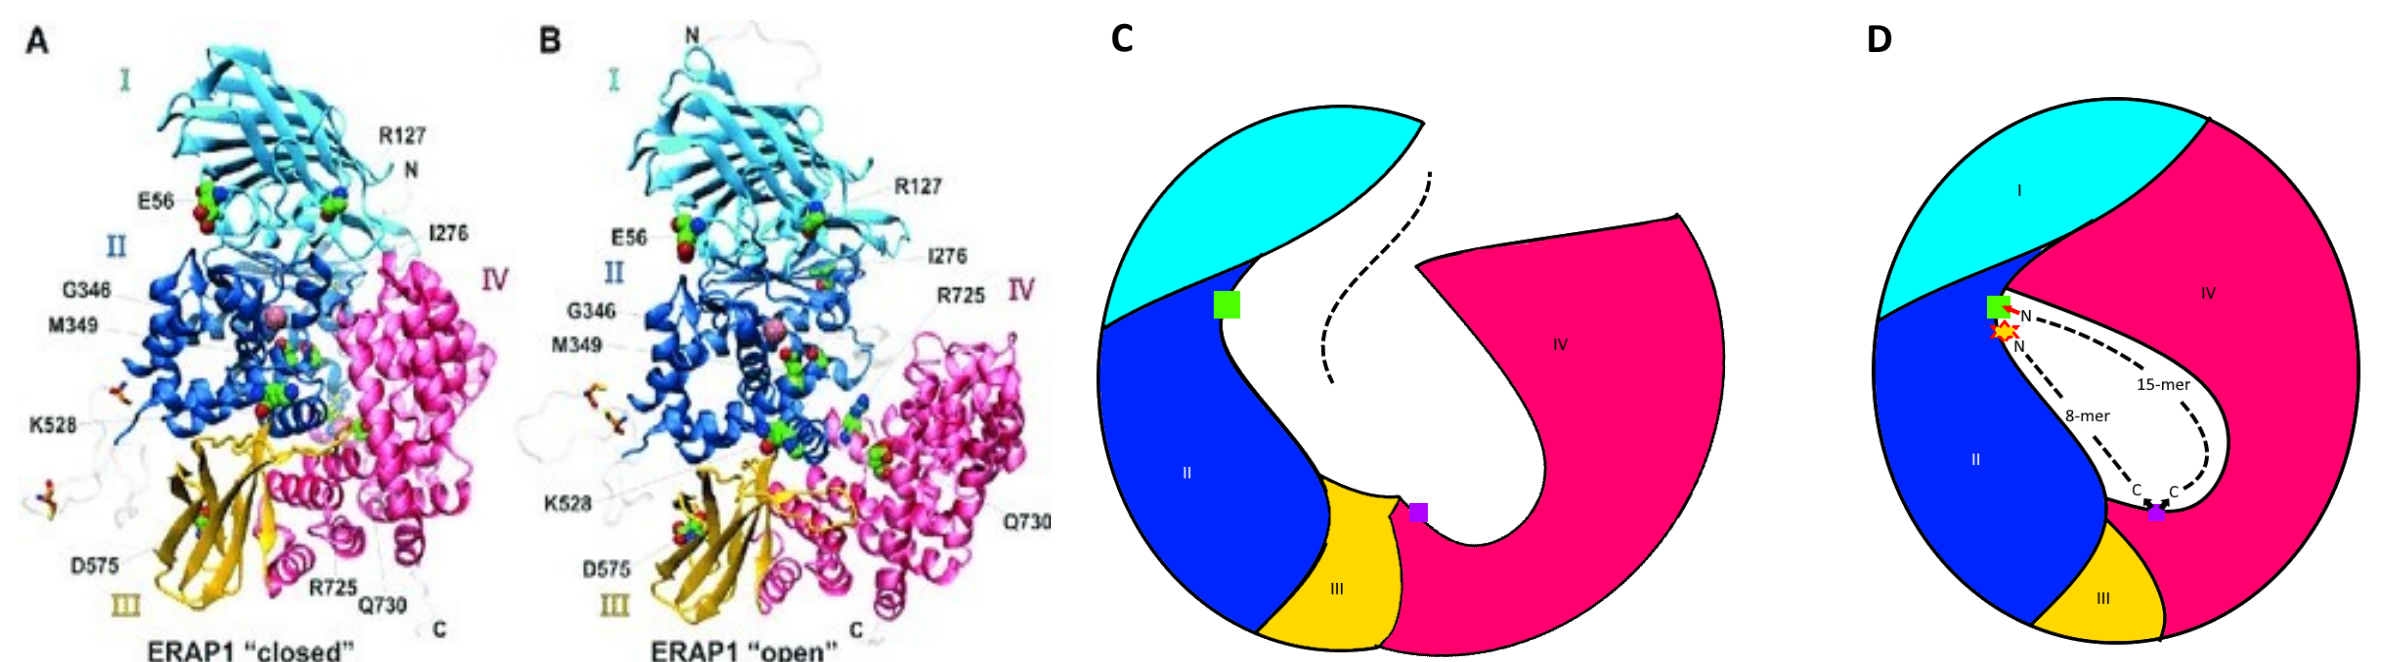 A
I
R127
N
E56
I276
II
IV
G346
M349
K528
D575
R725
Q730
III
C
ERAP1 “closed”
B
N
I
R127
E56
I276
II
R725
IV
G346
M349
K528
Q730
D575
III
C
ERAP1 “open”
C
IV
II
III
D
I
IV
N
N
15-mer
8-mer
II
C
C
III